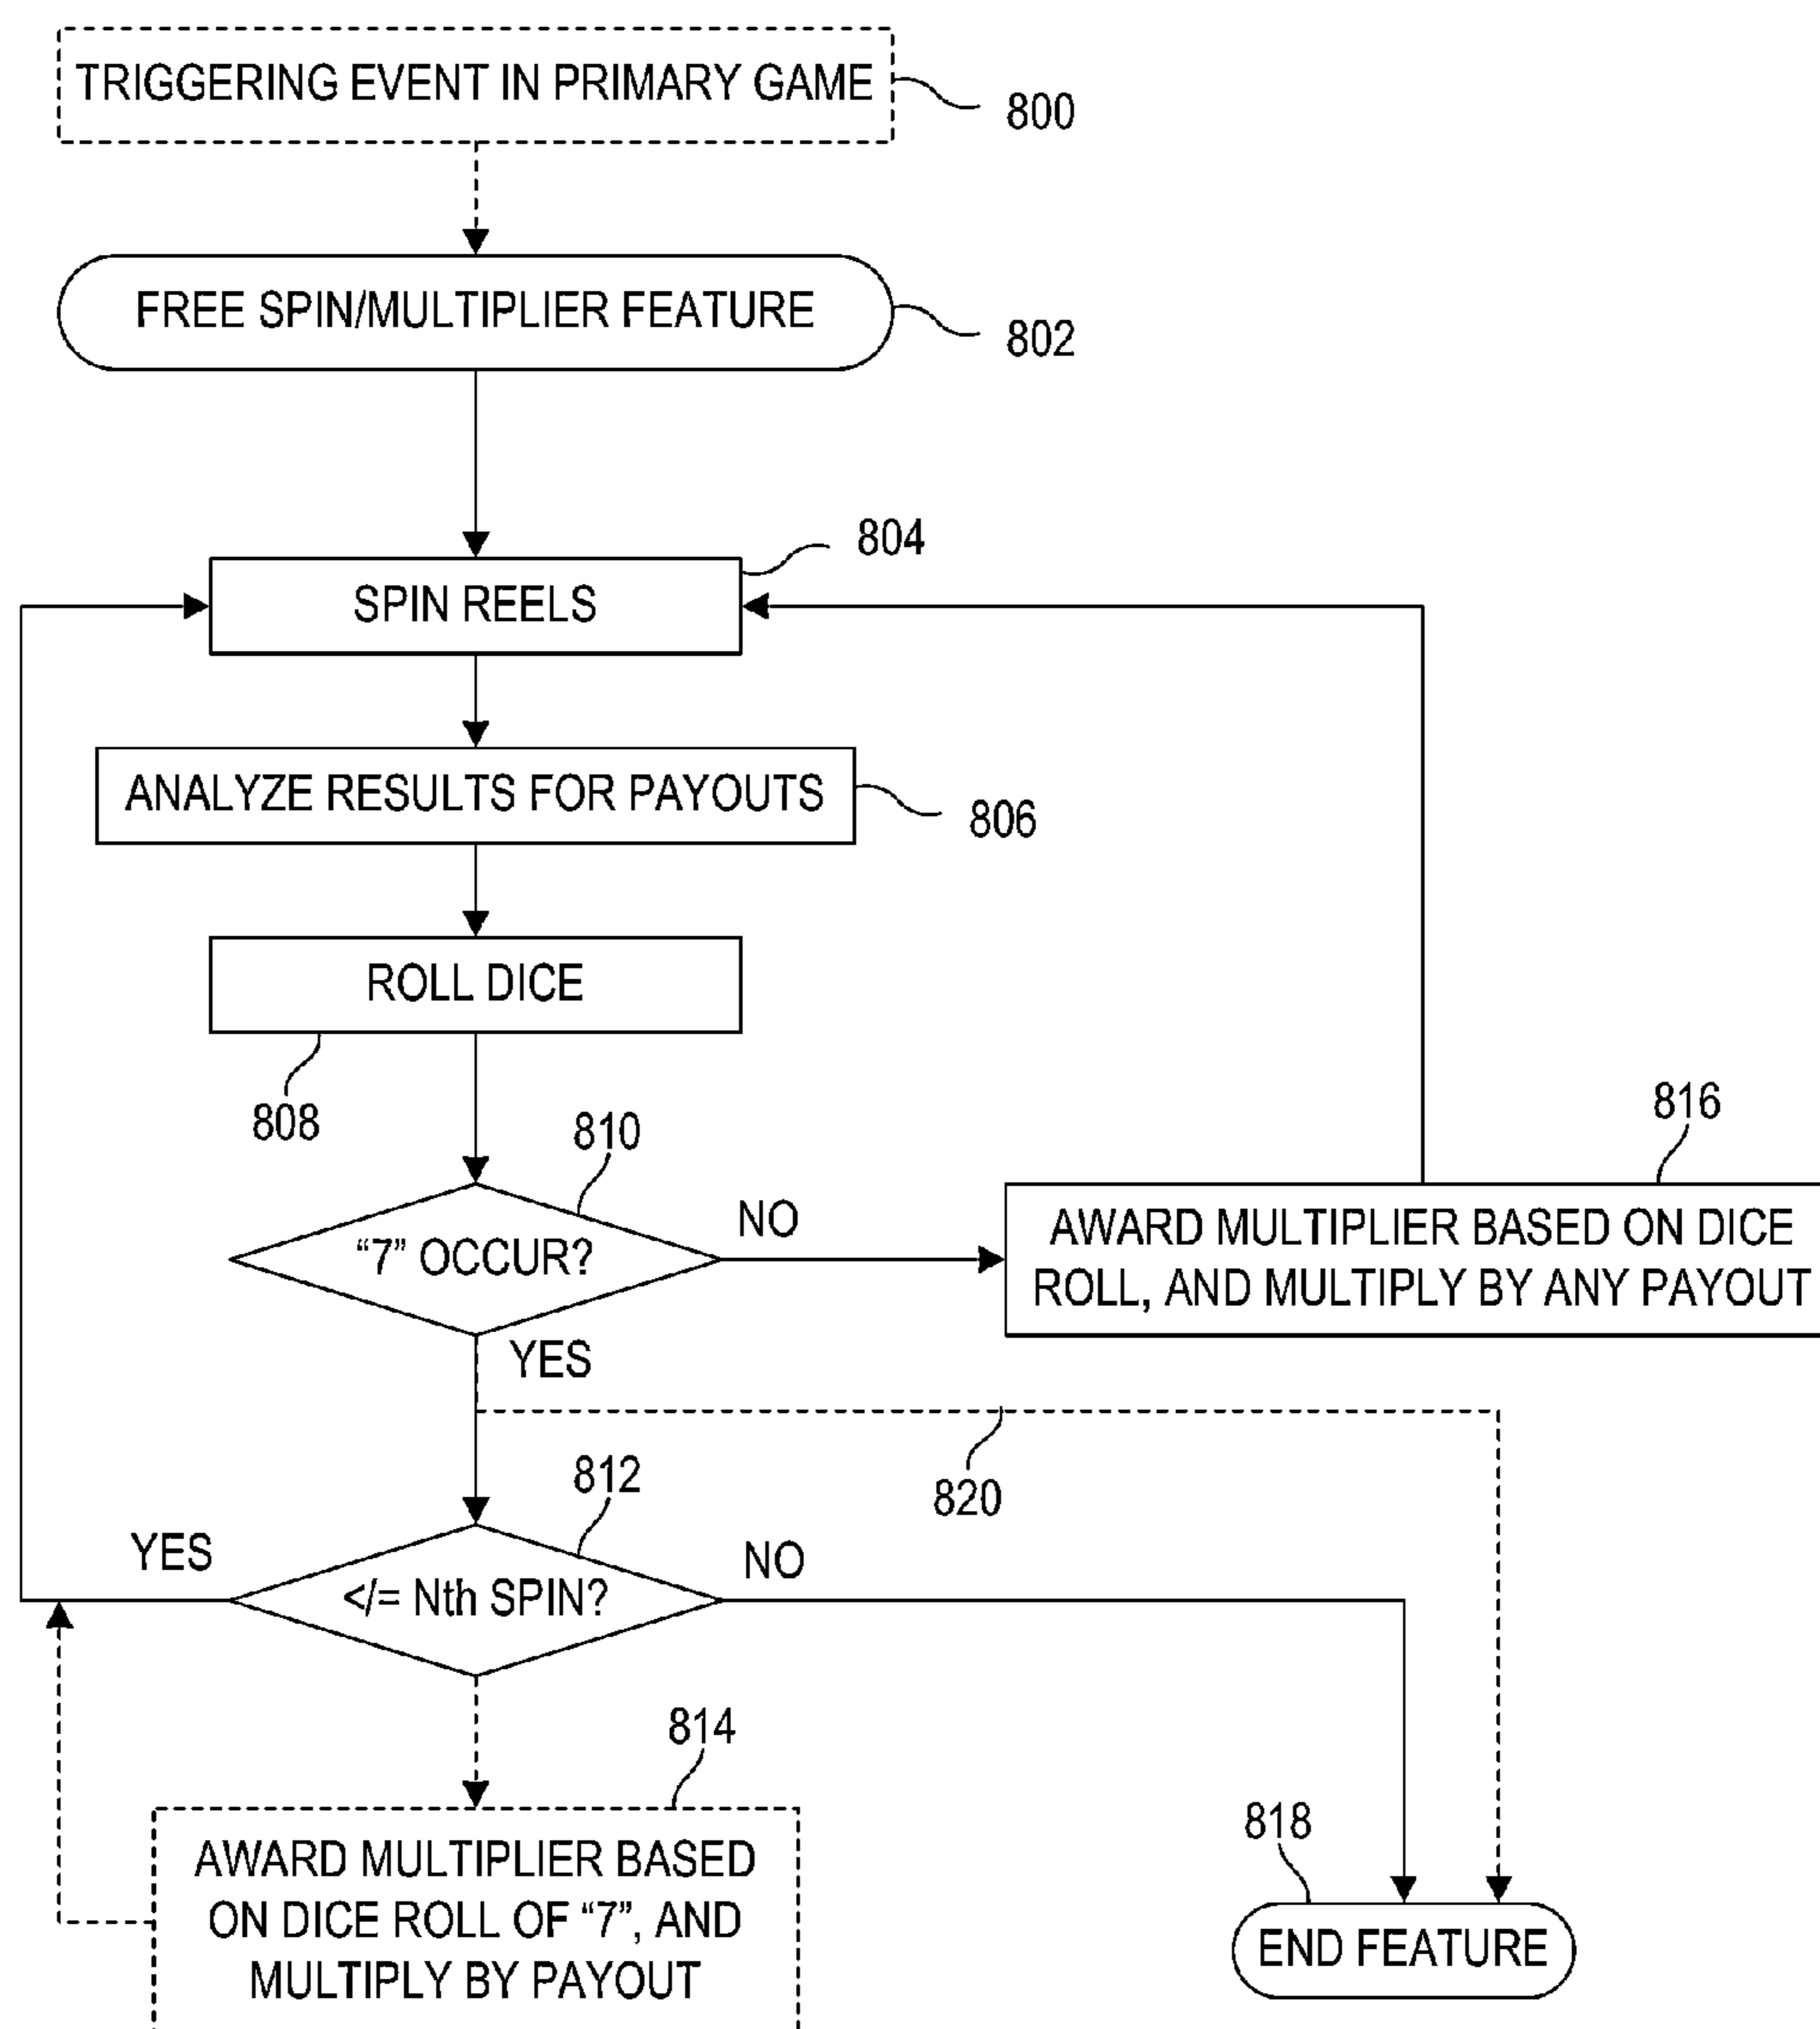 TRIGGERING EVENT IN PRIMARY GAME
800
FREE SPIN/MULTIPLIER FEATURE
802
804
SPIN REELS
ANALYZE RESULTS FOR PAYOUTS
806
ROLL DICE
808
810
“7” OCCUR?
NO
816
AWARD MULTIPLIER BASED ON DICE
ROLL, AND MULTIPLY BY ANY PAYOUT
YES
820
812
YES
</= Nth SPIN?
NO
814
AWARD MULTIPLIER BASED
ON DICE ROLL OF “7”, AND
MULTIPLY BY PAYOUT
818
END FEATURE